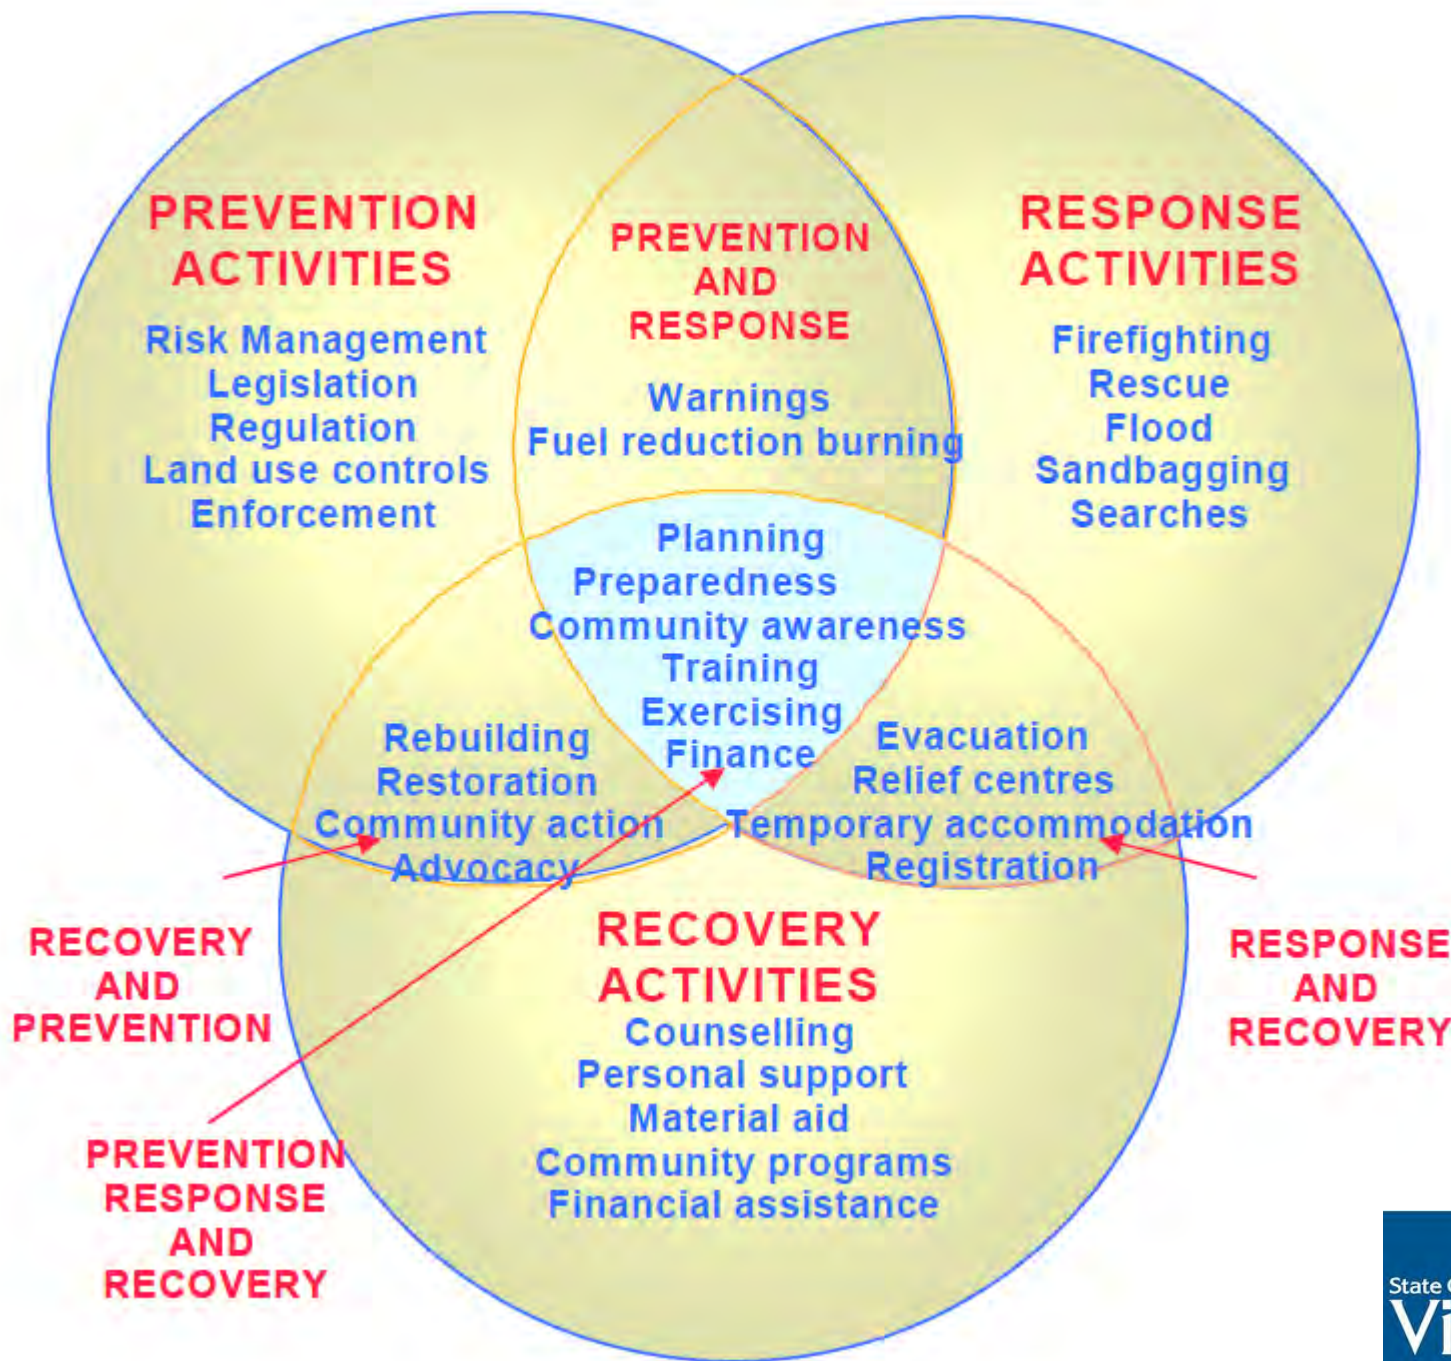 PREVENTION
ACTIVITIES
Risk Management
Legislation
Regulation
Land use controls
Enforcement
PREVENTION
AND
RESPONSE
Warnings
Fuel reduction burning
RESPONSE
ACTIVITIES
Firefighting
Rescue
Flood
Sandbagging
Searches
Planning
Preparedness
Community awareness
Training
Exercising
Finance
Rebuilding
Restoration
Community action
Advocacy
Evacuation
Relief centres
Temporary accommodation
Registration
RECOVERY
AND
PREVENTION
RECOVERY
ACTIVITIES
Counselling
Personal support
Material aid
Community programs
Financial assistance
RESPONSE
AND
RECOVERY
PREVENTION
RESPONSE
AND
RECOVERY
State